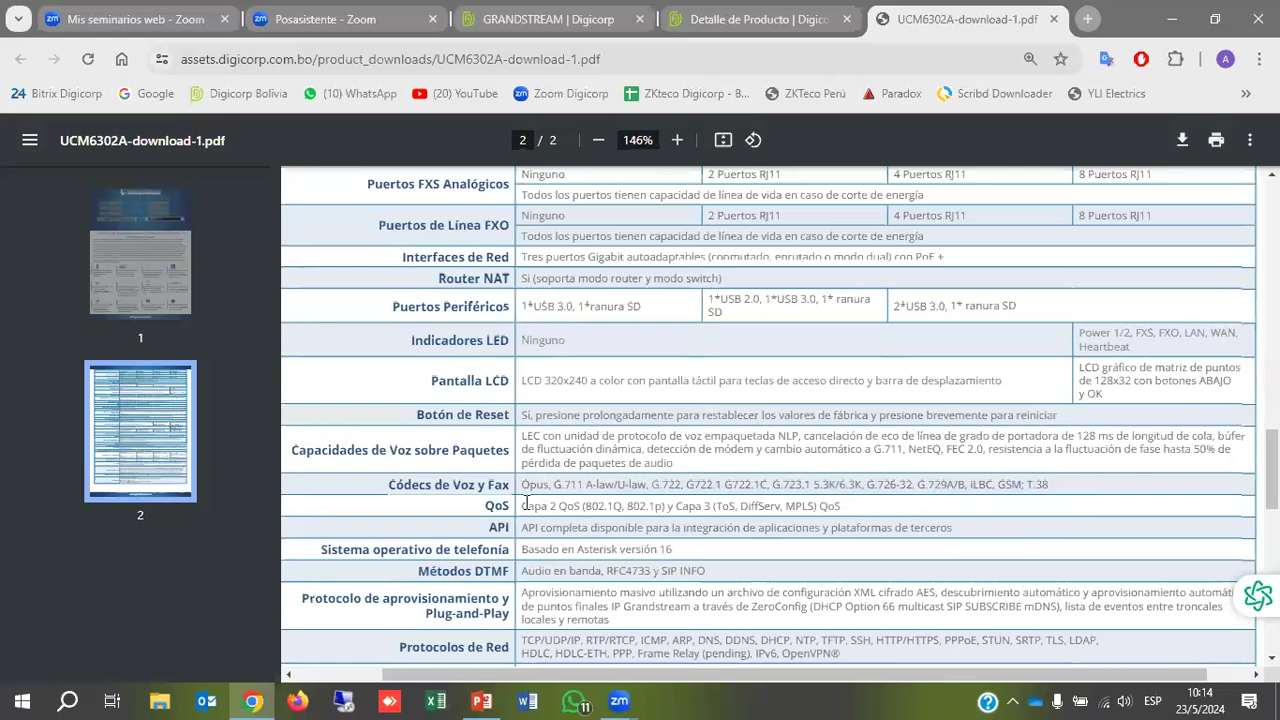 Mis seminarios web - Zoom
Posasistente - Zoom
GRANDSTREAM | Digicorp
Detalle de Producto | Digico
UCM6302A-download-1.pdf
assets.digicorp.com.bo/product_downloads/UCM6302A-download-1.pdf
A
24 Bitrix Digicorp
Google
Digicorp Bolivia
(10) WhatsApp
(20) YouTube
Zoom Digicorp
ZKteco Digicorp - B...
ZKTeco Perú
Paradox
Scribd Downloader
YLI Electrics
UCM6302A-download-1.pdf
2 / 2
146%
Puertos FXS Analógicos
Ninguno
2 Puertos RJ11
4 Puertos RJ11
8 Puertos RJ11
Todos los puertos tienen capacidad de línea de vida en caso de corte de energía
Puertos de Línea FXO
Ninguno
2 Puertos RJ11
4 Puertos RJ11
8 Puertos RJ11
Todos los puertos tienen capacidad de línea de vida en caso de corte de energía
Interfaces de Red
Tres puertos Gigabit autoadaptables (conmutado, enrutado o modo dual) con PoE +
Router NAT
Si (soporta modo router y modo switch)
Puertos Periféricos
1*USB 3.0, 1*ranura SD
1*USB 2.0, 1*USB 3.0, 1* ranura
SD
2*USB 3.0, 1* ranura SD
Indicadores LED
Ninguno
Power 1/2, FXS, FXO, LAN, WAN,
Heartbeat
Pantalla LCD
LCD 320x240 a color con pantalla táctil para teclas de acceso directo y barra de desplazamiento
LCD gráfico de matriz de puntos
de 128x32 con botones ABAJO
y OK
Botón de Reset
Si, presione prolongadamente para restablecer los valores de fábrica y presione brevemente para reiniciar
Capacidades de Voz sobre Paquetes
LEC con unidad de protocolo de voz empaquetada NLP, cancelación de eco de línea de grado de portadora de 128 ms de longitud de cola, búfer
de fluctuación dinámica, detección de módem y cambio automático a G.711, NetEQ, FEC 2.0, resistencia a la fluctuación de fase hasta 50% de
pérdida de paquetes de audio
Códecs de Voz y Fax
Opus, G.711 A-law/U-law, G.722, G722.1 G722.1C, G.723.1 5.3K/6.3K, G.726-32, G.729A/B, iLBC, GSM; T.38
QoS
Capa 2 QoS (802.1Q, 802.1p) y Capa 3 (ToS, DiffServ, MPLS) QoS
API
API completa disponible para la integración de aplicaciones y plataformas de terceros
Sistema operativo de telefonía
Basado en Asterisk versión 16
Métodos DTMF
Audio en banda, RFC4733 y SIP INFO
Protocolo de aprovisionamiento y
Plug-and-Play
Aprovisionamiento masivo utilizando un archivo de configuración XML cifrado AES, descubrimiento automático y aprovisionamiento automáti
de puntos finales IP Grandstream a través de ZeroConfig (DHCP Option 66 multicast SIP SUBSCRIBE mDNS), lista de eventos entre troncales
locales y remotas
Protocolos de Red
TCP/UDP/IP, RTP/RTCP, ICMP, ARP, DNS, DDNS, DHCP, NTP, TFTP, SSH, HTTP/HTTPS, PPPoE, STUN, SRTP, TLS, LDAP,
HDLC, HDLC-ETH, PPP, Frame Relay (pending), IPv6, OpenVPN®
1
2
11
ESP
10:14
23/5/2024